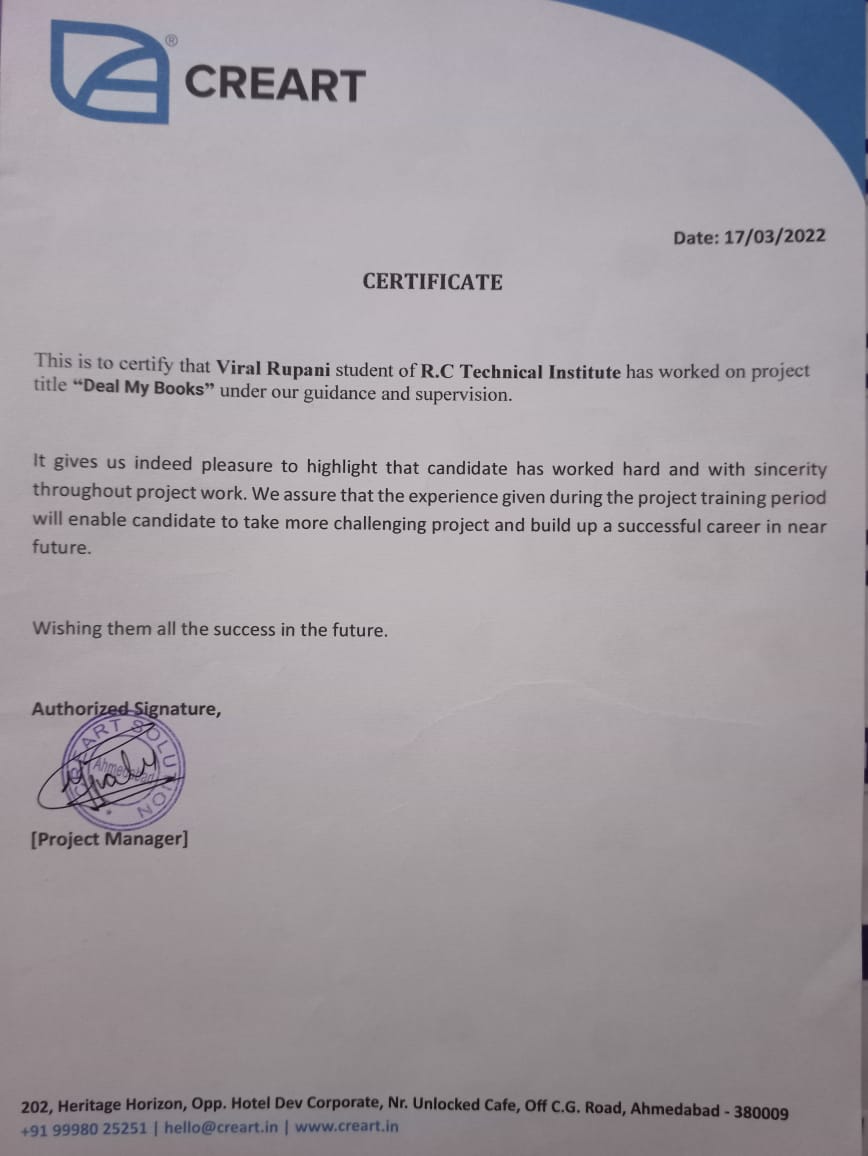 ®
CREART
Date: 17/03/2022
CERTIFICATE
This is to certify that Viral Rupani student of R.C Technical Institute has worked on project
title “Deal My Books” under our guidance and supervision.
It gives us indeed pleasure to highlight that candidate has worked hard and with sincerity
throughout project work. We assure that the experience given during the project training period
will enable candidate to take more challenging project and build up a successful career in near
future.
Wishing them all the success in the future.
Authorized Signature,
CREART SOLUTION
Ahmedabad
[Project Manager]
202, Heritage Horizon, Opp. Hotel Dev Corporate, Nr. Unlocked Cafe, Off C.G. Road, Ahmedabad - 380009
+91 99980 25251 | hello@creart.in | www.creart.in